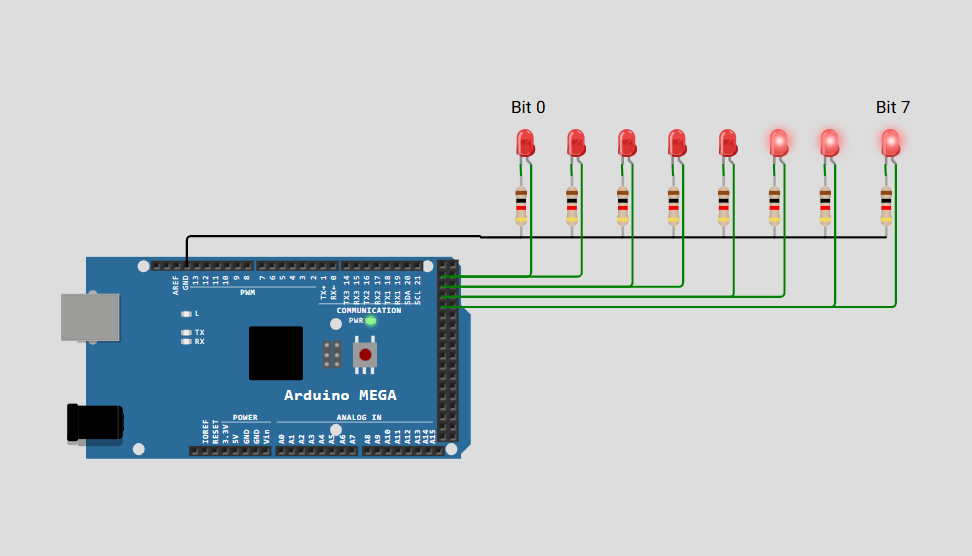 Bit 0
Bit 7
AREF
GND
13
12
11
10
9
8
7
6
5
4
3
2
1
0
TX→
RX←
TX3 14
RX3 15
TX2 16
RX2 17
TX1 18
RX1 19
SDA 20
SCL 21
PWM
COMMUNICATION
PWR
L
TX
RX
Arduino MEGA
POWER
ANALOG IN
IOREF
RESET
3.3V
5V
GND
GND
Vin
A0
A1
A2
A3
A4
A5
A6
A7
A8
A9
A10
A11
A12
A13
A14
A15